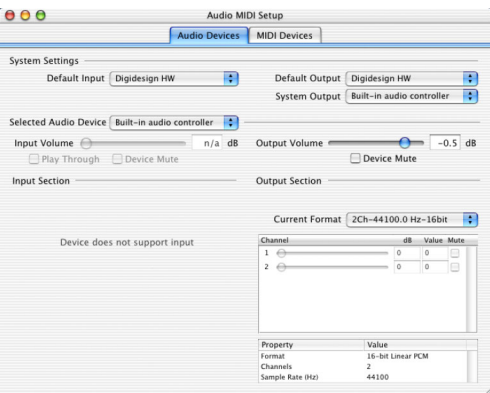 Audio MIDI Setup
Audio Devices MIDI Devices
System Settings
Default Input Digidesign HW Default Output Digidesign HW
System Output Built-in audio controller
Selected Audio Device Built-in audio controller
Input Volume n/a dB Output Volume -0.5 dB
Play Through Device Mute Device Mute
Input Section Output Section
Current Format 2Ch-44100.0 Hz-16bit
Device does not support input
Channel dB Value Mute
1 0 0
2 0 0
Property Value
Format 16-bit Linear PCM
Channels 2
Sample Rate (Hz) 44100